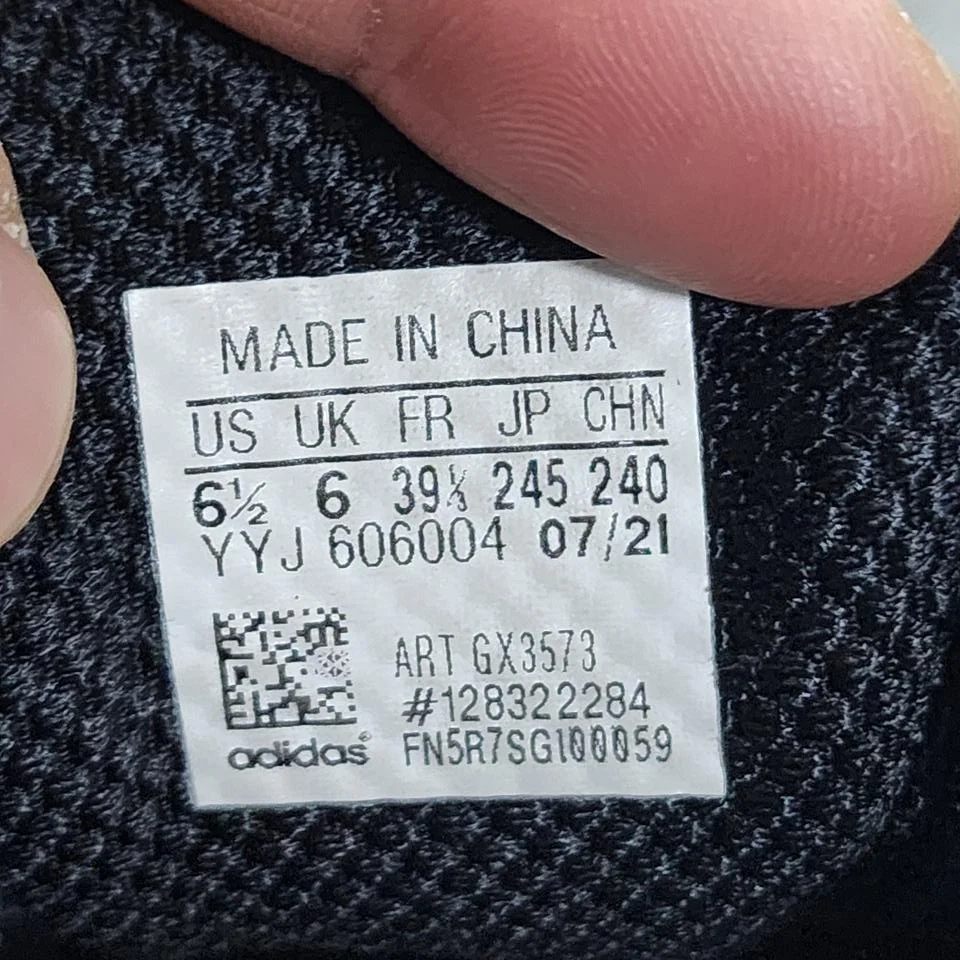 MADE IN CHINA
US UK FR JP CHN
6½ 6 39⅓ 245 240
YYJ 606004 07/21
ART GX3573
#128322284
adidas® FN5R7SG100059